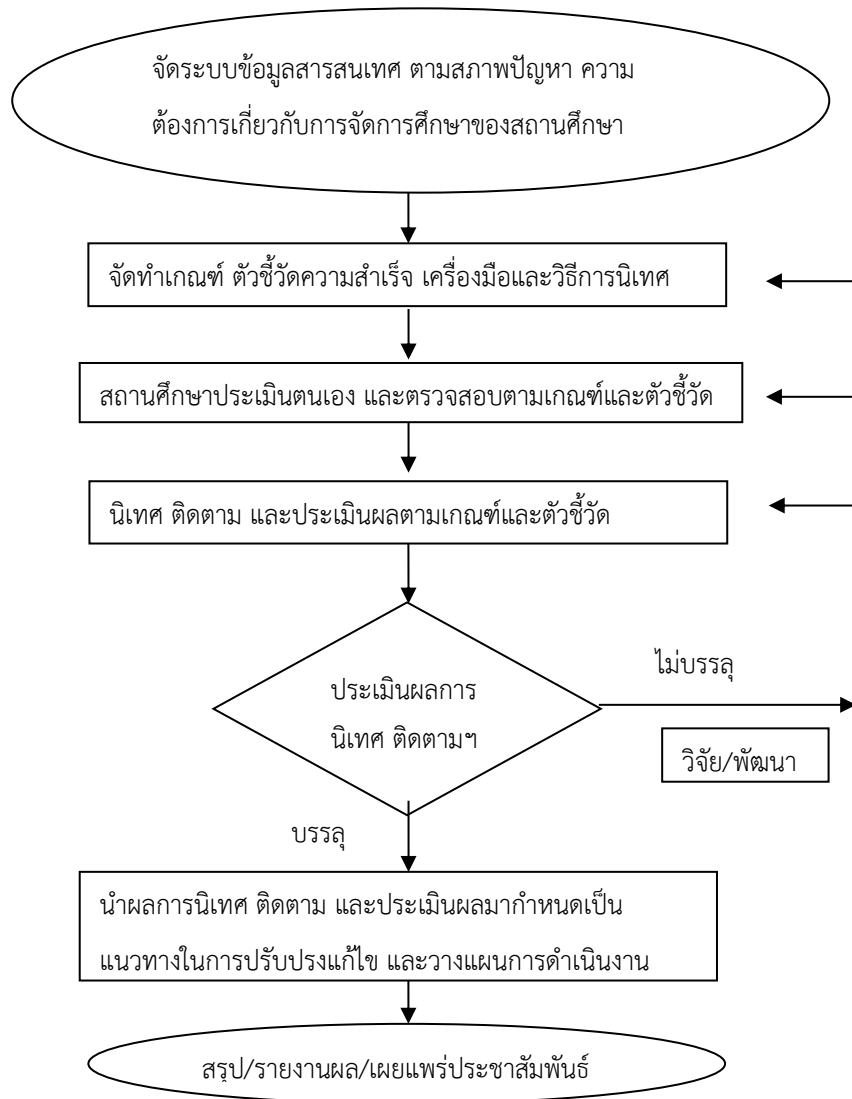 จัดระบบข้อมูลสารสนเทศ ตามสภาพปัญหา ความ
ต้องการเกี่ยวกับการจัดการศึกษาของสถานศึกษา
จัดทำเกณฑ์ ตัวชี้วัดความสำเร็จ เครื่องมือและวิธีการนิเทศ
สถานศึกษาประเมินตนเอง และตรวจสอบตามเกณฑ์และตัวชี้วัด
นิเทศ ติดตาม และประเมินผลตามเกณฑ์และตัวชี้วัด
ประเมินผลการ
นิเทศ ติดตามฯ
ไม่บรรลุ
วิจัย/พัฒนา
บรรลุ
นำผลการนิเทศ ติดตาม และประเมินผลมากำหนดเป็น
แนวทางในการปรับปรุงแก้ไข และวางแผนการดำเนินงาน
สรุป/รายงานผล/เผยแพร่ประชาสัมพันธ์